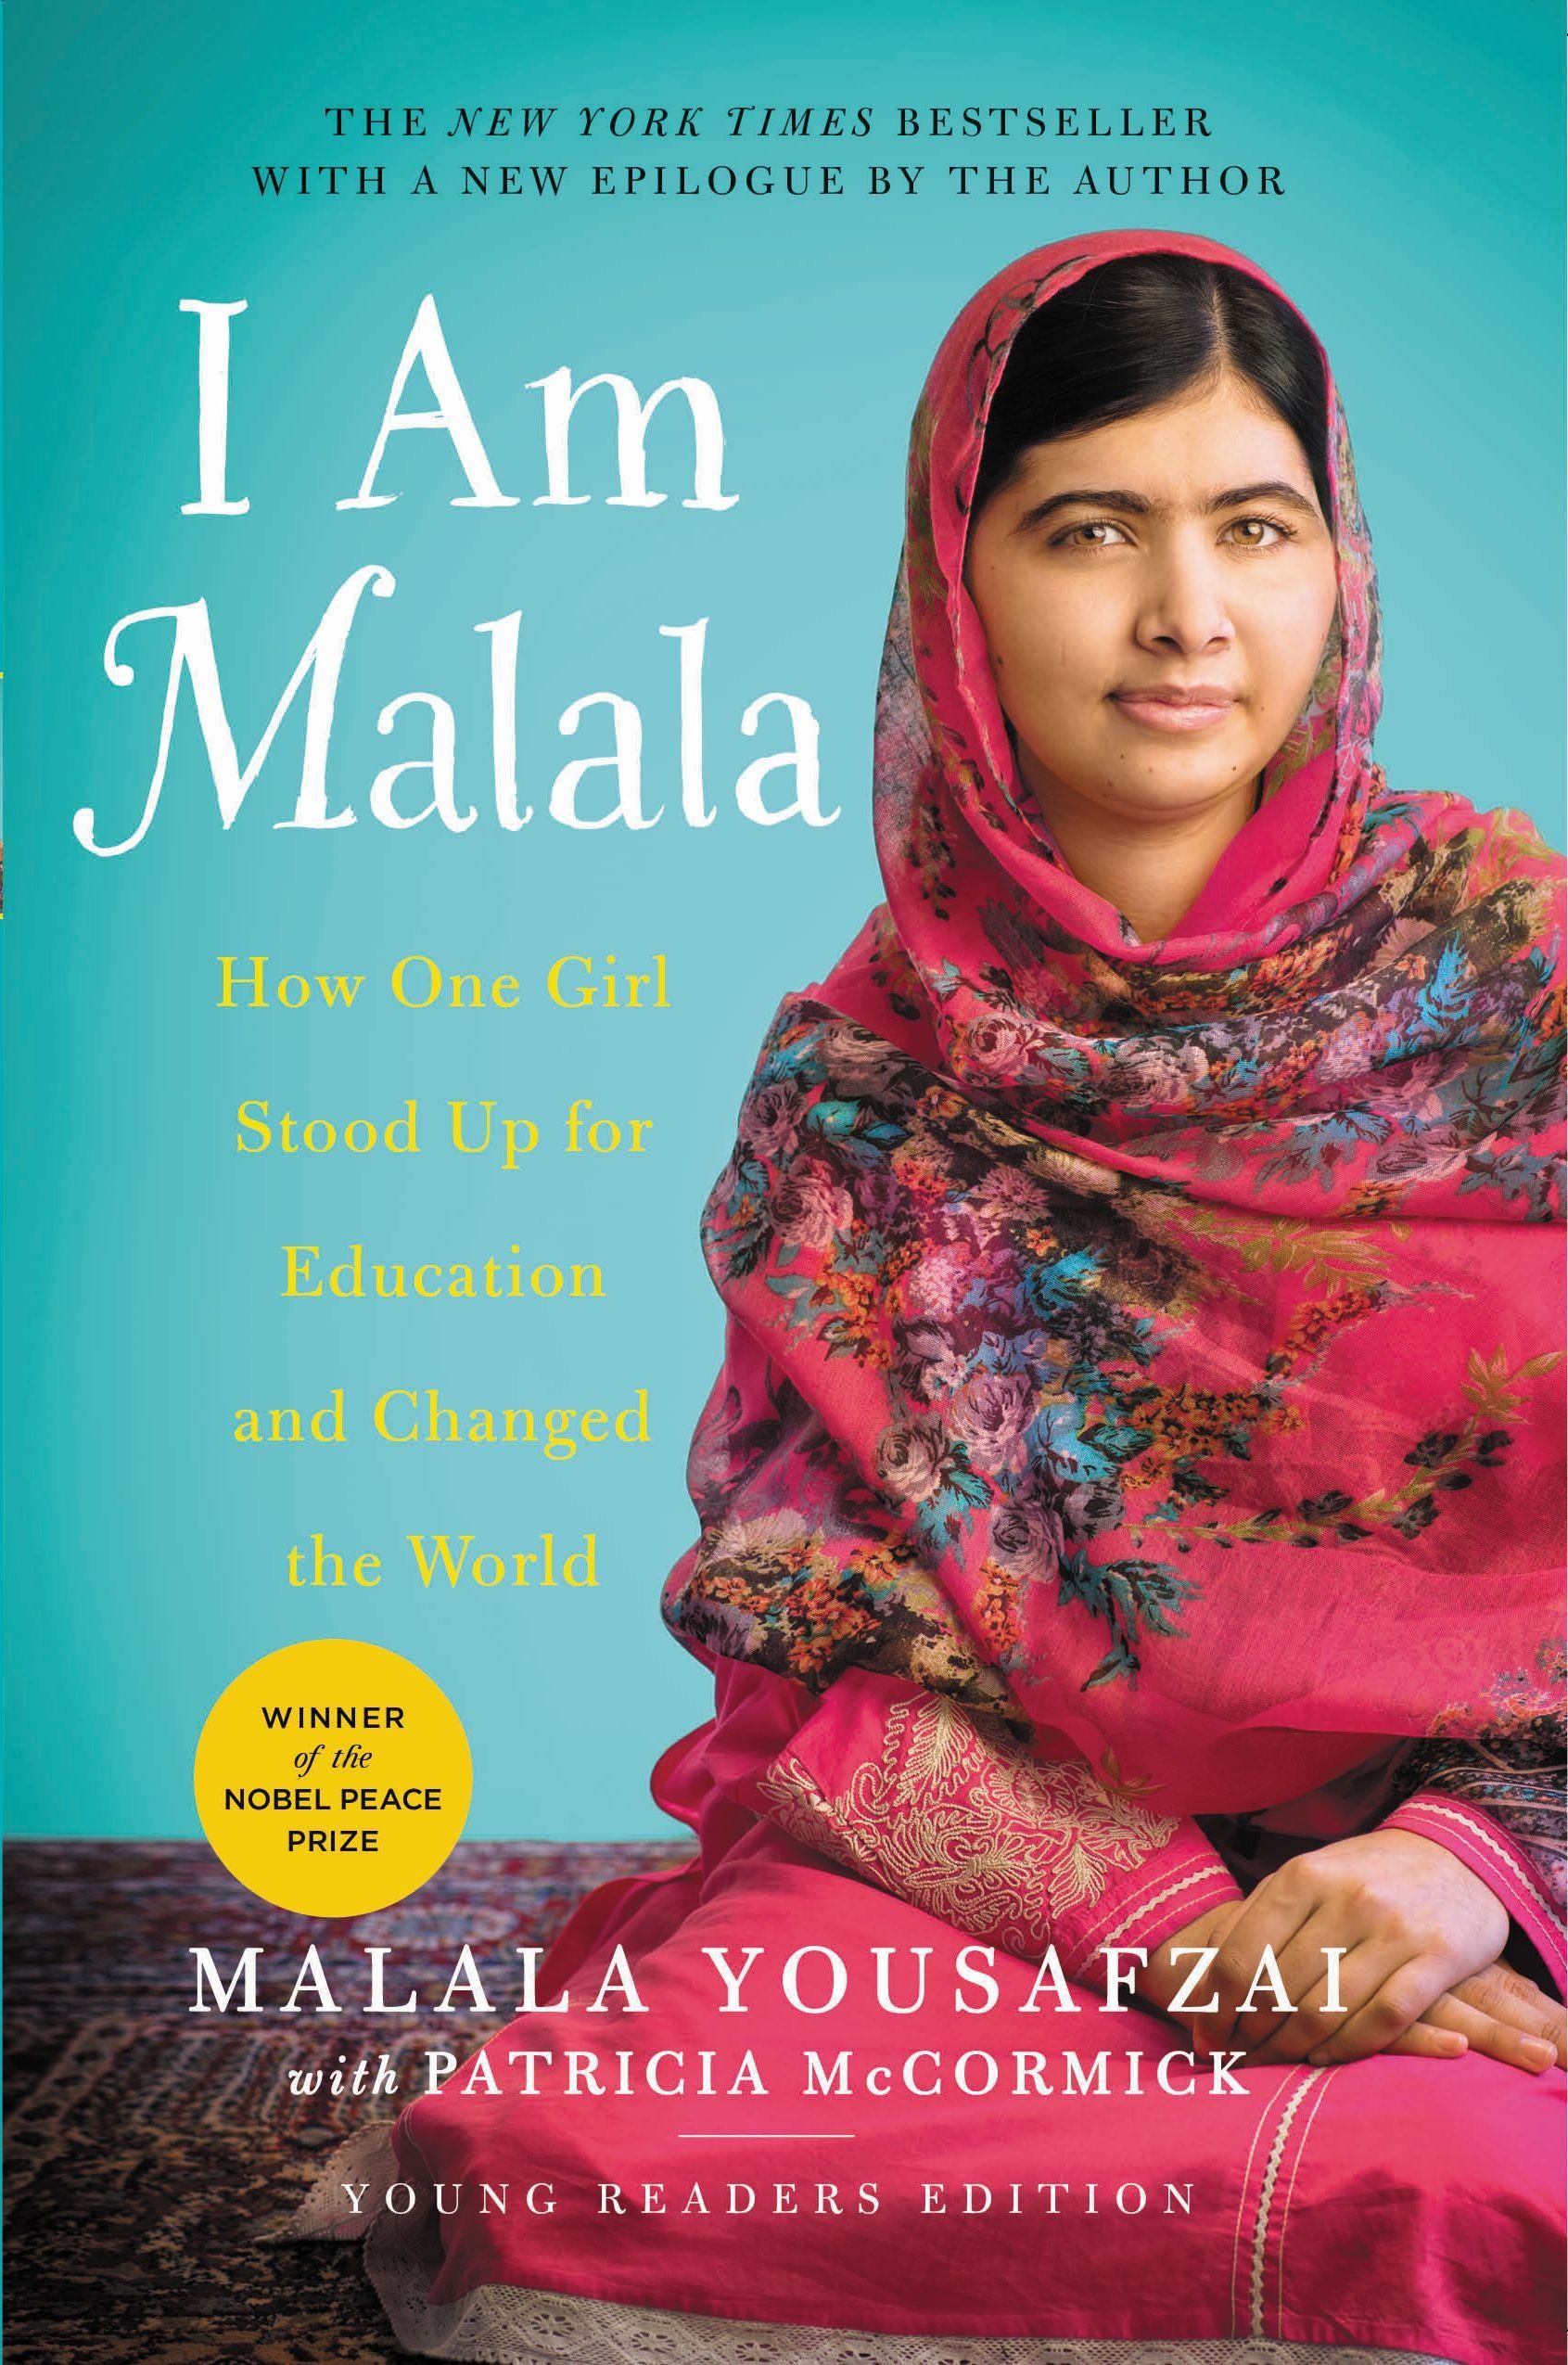 THE NEW YORK TIMES BESTSELLER
WITH A NEW EPILOGUE BY THE AUTHOR
I Am
Malala
How One Girl
Stood Up for
Education
and Changed
the World
WINNER
of the
NOBEL PEACE
PRIZE
MALALA YOUSAFZAI
with PATRICIA McCORMICK
YOUNG READERS EDITION